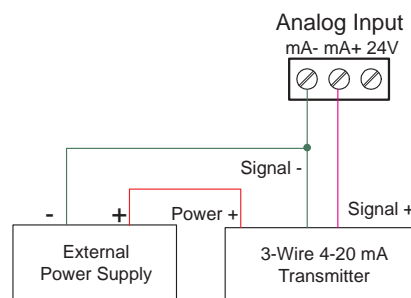 Analog Input
mA- mA+ 24V
Signal -
- + Power + Signal +
External
Power Supply
3-Wire 4-20 mA
Transmitter